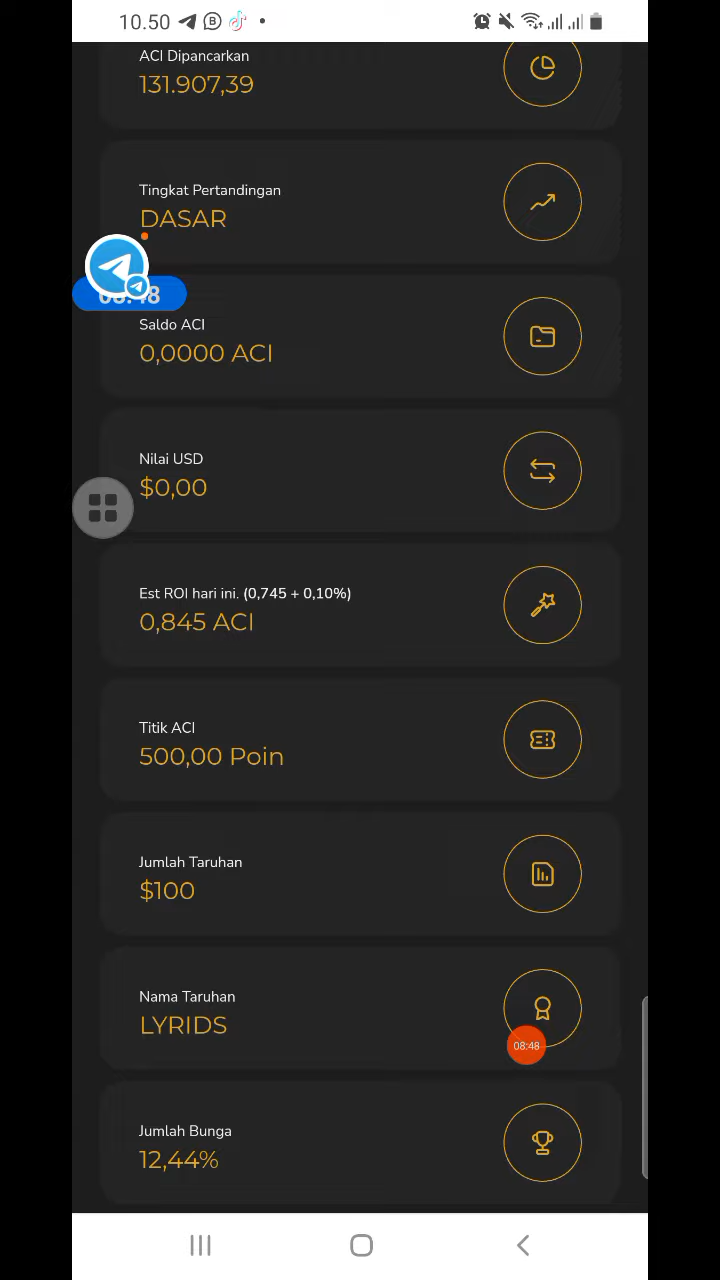 10.50
ACI Dipancarkan
131.907,39
Tingkat Pertandingan
DASAR
Saldo ACI
0,0000 ACI
Nilai USD
$0,00
Est ROI hari ini. (0,745 + 0,10%)
0,845 ACI
Titik ACI
500,00 Poin
Jumlah Taruhan
$100
Nama Taruhan
LYRIDS
08:48
Jumlah Bunga
12,44%